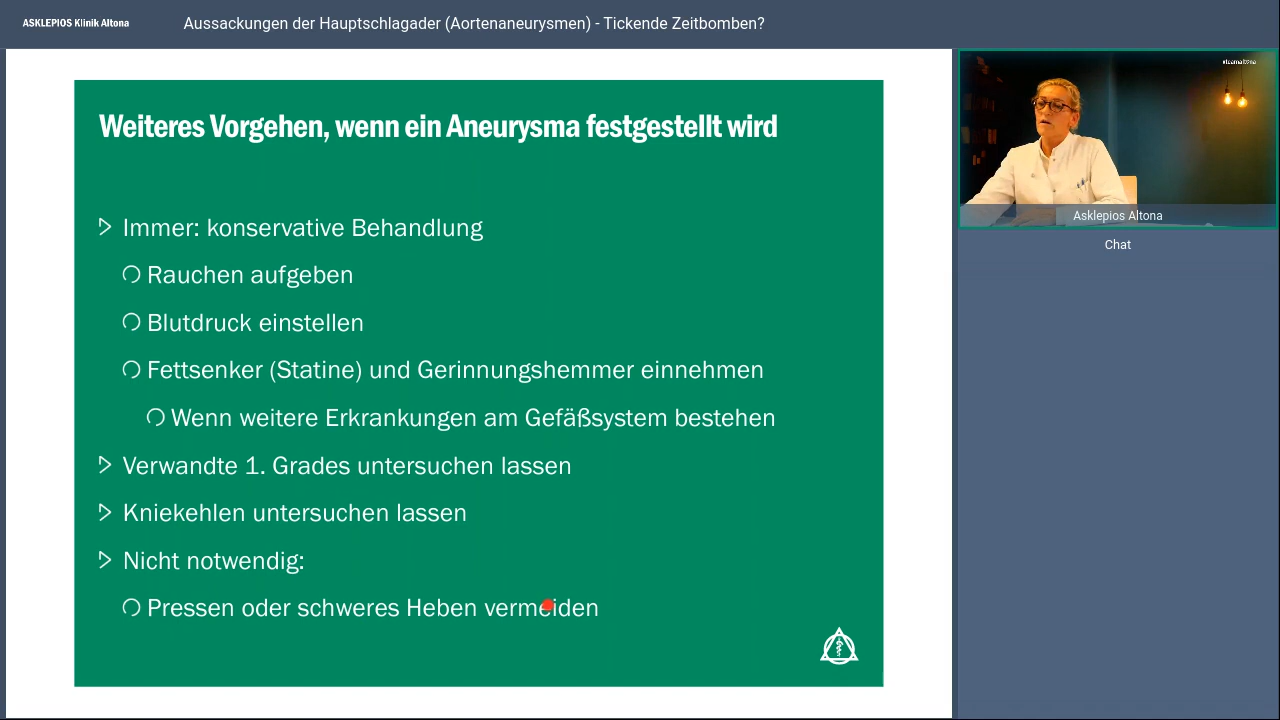 ASKLEPIOS Klinik Altona
Aussackungen der Hauptschlagader (Aortenaneurysmen) - Tickende Zeitbomben?
Weiteres Vorgehen, wenn ein Aneurysma festgestellt wird
Immer: konservative Behandlung
Rauchen aufgeben
Blutdruck einstellen
Fettsenker (Statine) und Gerinnungshemmer einnehmen
Wenn weitere Erkrankungen am Gefäßsystem bestehen
Verwandte 1. Grades untersuchen lassen
Kniekehlen untersuchen lassen
Nicht notwendig:
Pressen oder schweres Heben vermeiden
#teamaltona
Asklepios Altona
Chat